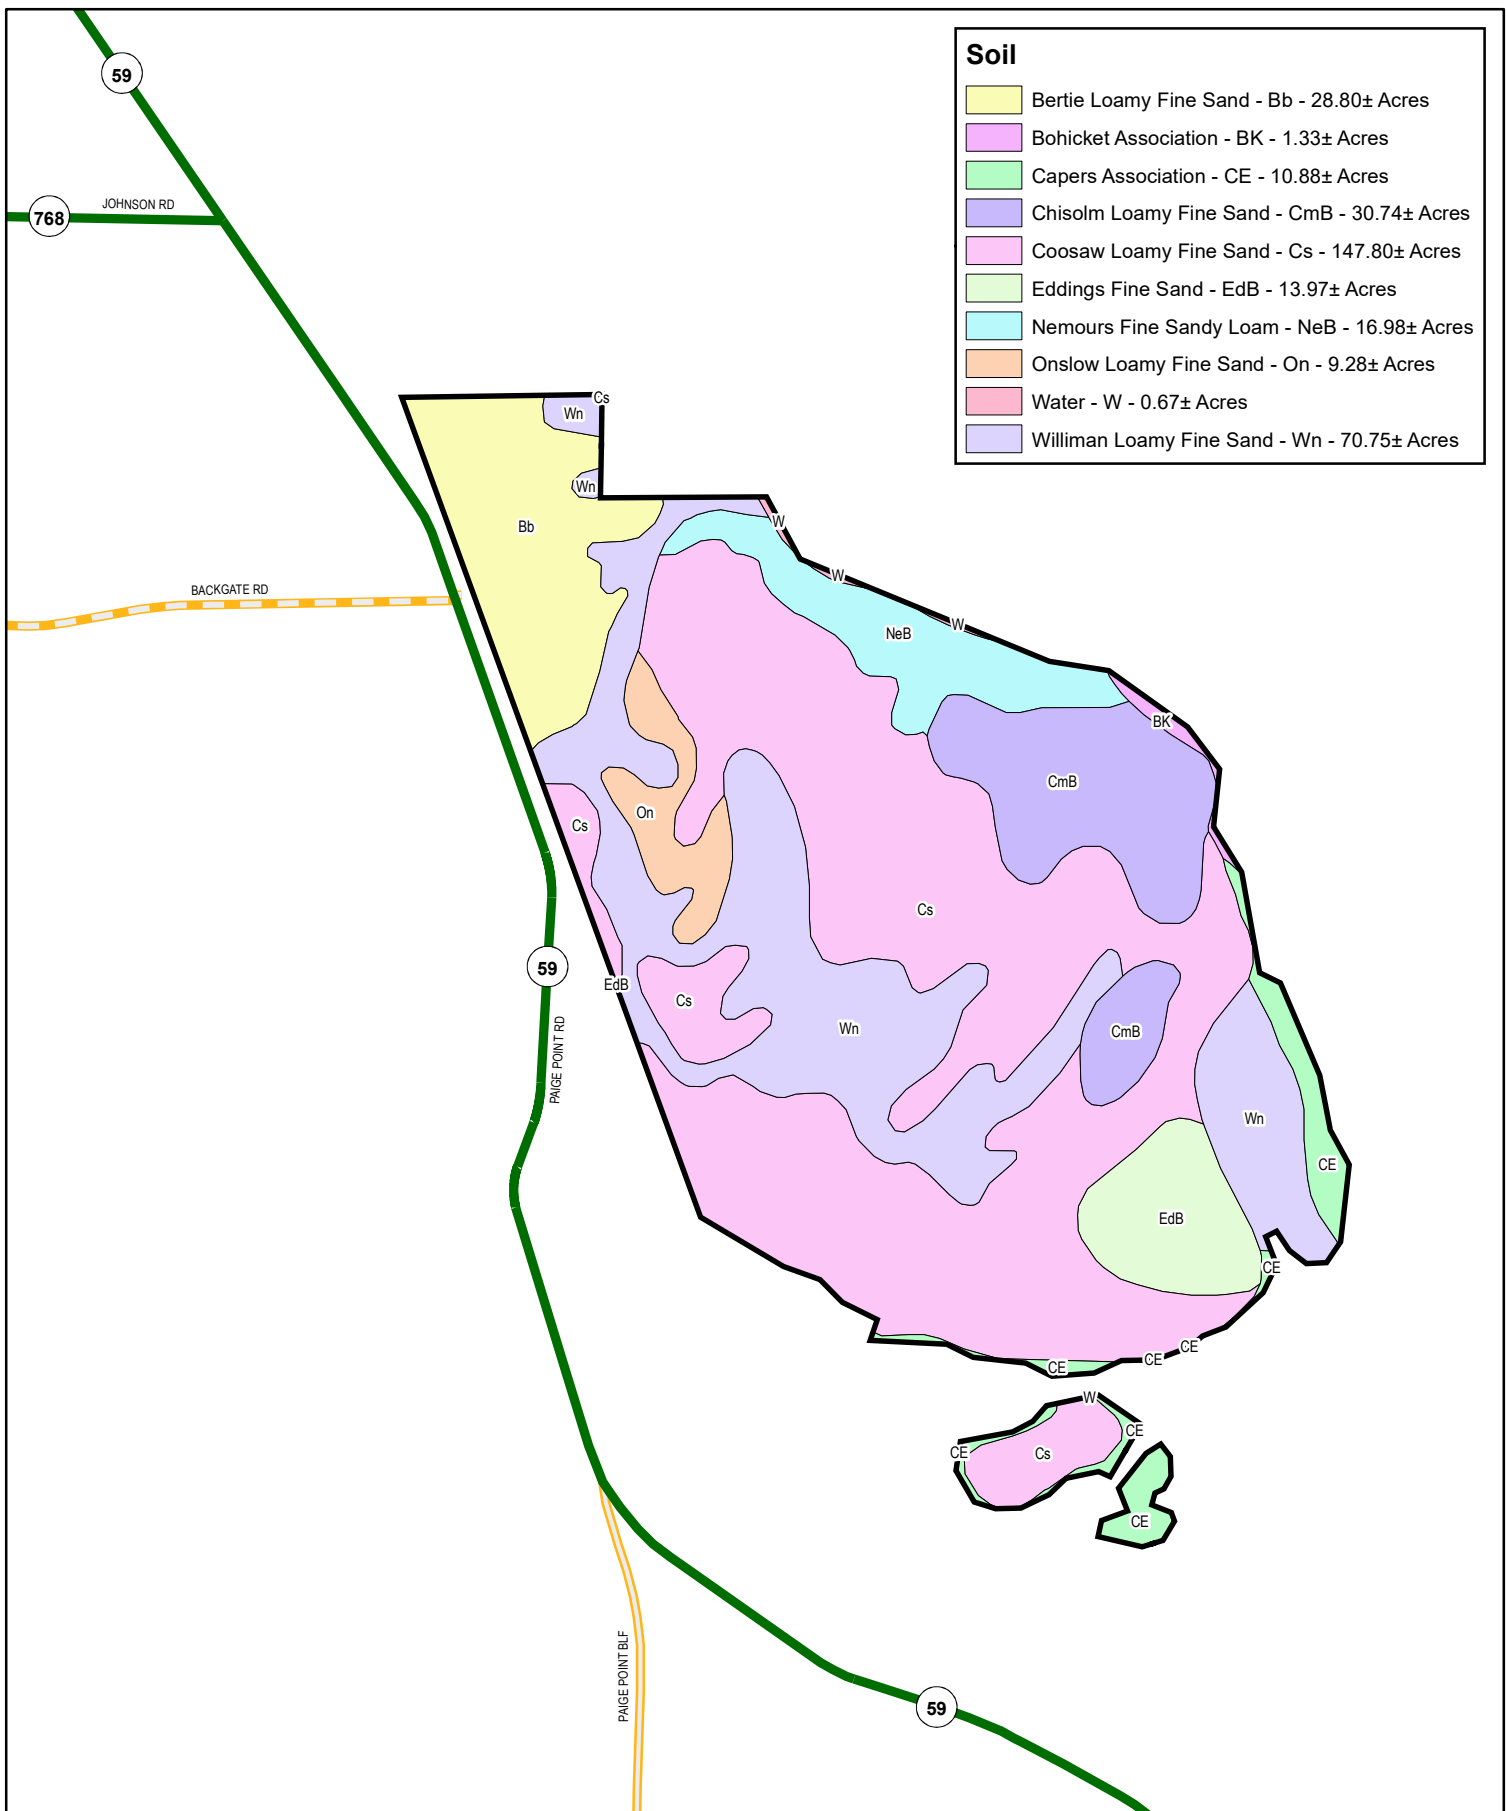 Soil
Bertie Loamy Fine Sand - Bb - 28.80± Acres
Bohicket Association - BK - 1.33± Acres
Capers Association - CE - 10.88± Acres
Chisolm Loamy Fine Sand - CmB - 30.74± Acres
Coosaw Loamy Fine Sand - Cs - 147.80± Acres
Eddings Fine Sand - EdB - 13.97± Acres
Nemours Fine Sandy Loam - NeB - 16.98± Acres
Onslow Loamy Fine Sand - On - 9.28± Acres
Water - W - 0.67± Acres
Williman Loamy Fine Sand - Wn - 70.75± Acres
59
JOHNSON RD
768
Cs
Wn
Wn
Bb
W
W
BACKGATE RD
W
NeB
BK
CmB
On
Cs
Cs
59
EdB
Cs
Wn
CmB
PAIGE POINT RD
Wn
CE
EdB
CE
CE
CE
CE
W
CE
CE
Cs
CE
PAIGE POINT BLF
59